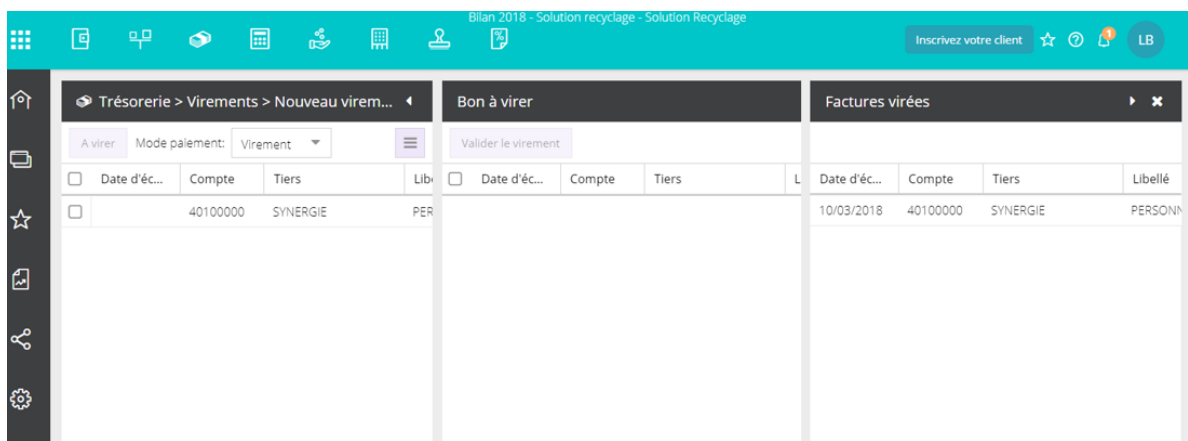 Bilan 2018 - Solution recyclage - Solution Recyclage
Inscrivez votre client
1
LB
Trésorerie > Virements > Nouveau virem...
Bon à virer
Factures virées
A virer Mode paiement: Virement
Valider le virement
Date d'éc... Compte Tiers Lib
Date d'éc... Compte Tiers L
Date d'éc... Compte Tiers Libellé
40100000 SYNERGIE PER
10/03/2018 40100000 SYNERGIE PERSONN